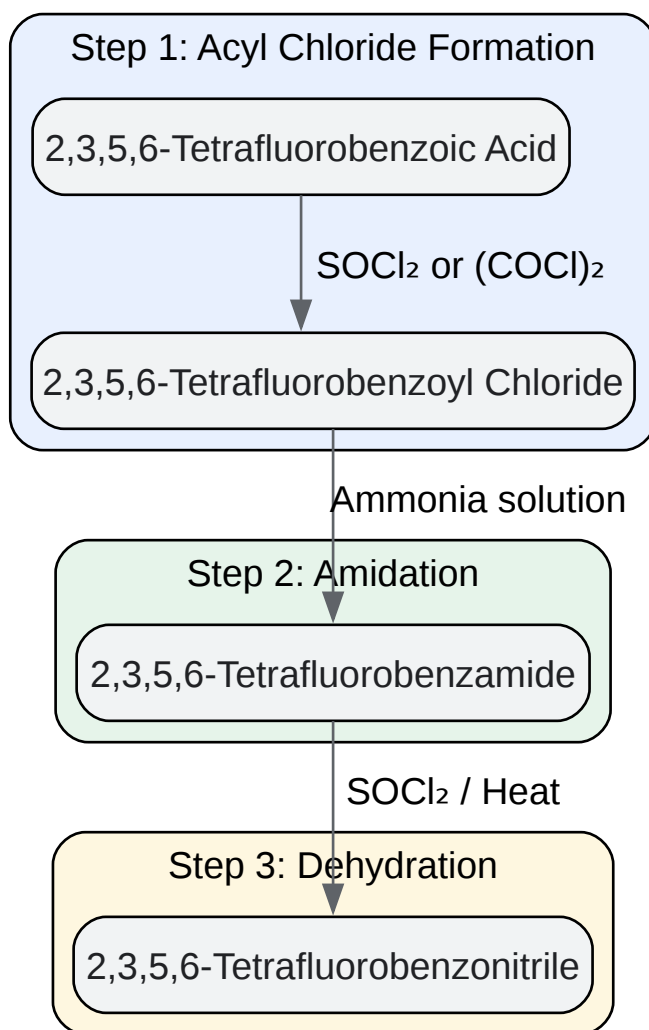 Step 1: Acyl Chloride Formation
2,3,5,6-Tetrafluorobenzoic Acid
SOCl₂ or (COCl)₂
2,3,5,6-Tetrafluorobenzoyl Chloride
Ammonia solution
Step 2: Amidation
2,3,5,6-Tetrafluorobenzamide
SOCl₂ / Heat
Step 3: Dehydration
2,3,5,6-Tetrafluorobenzonitrile